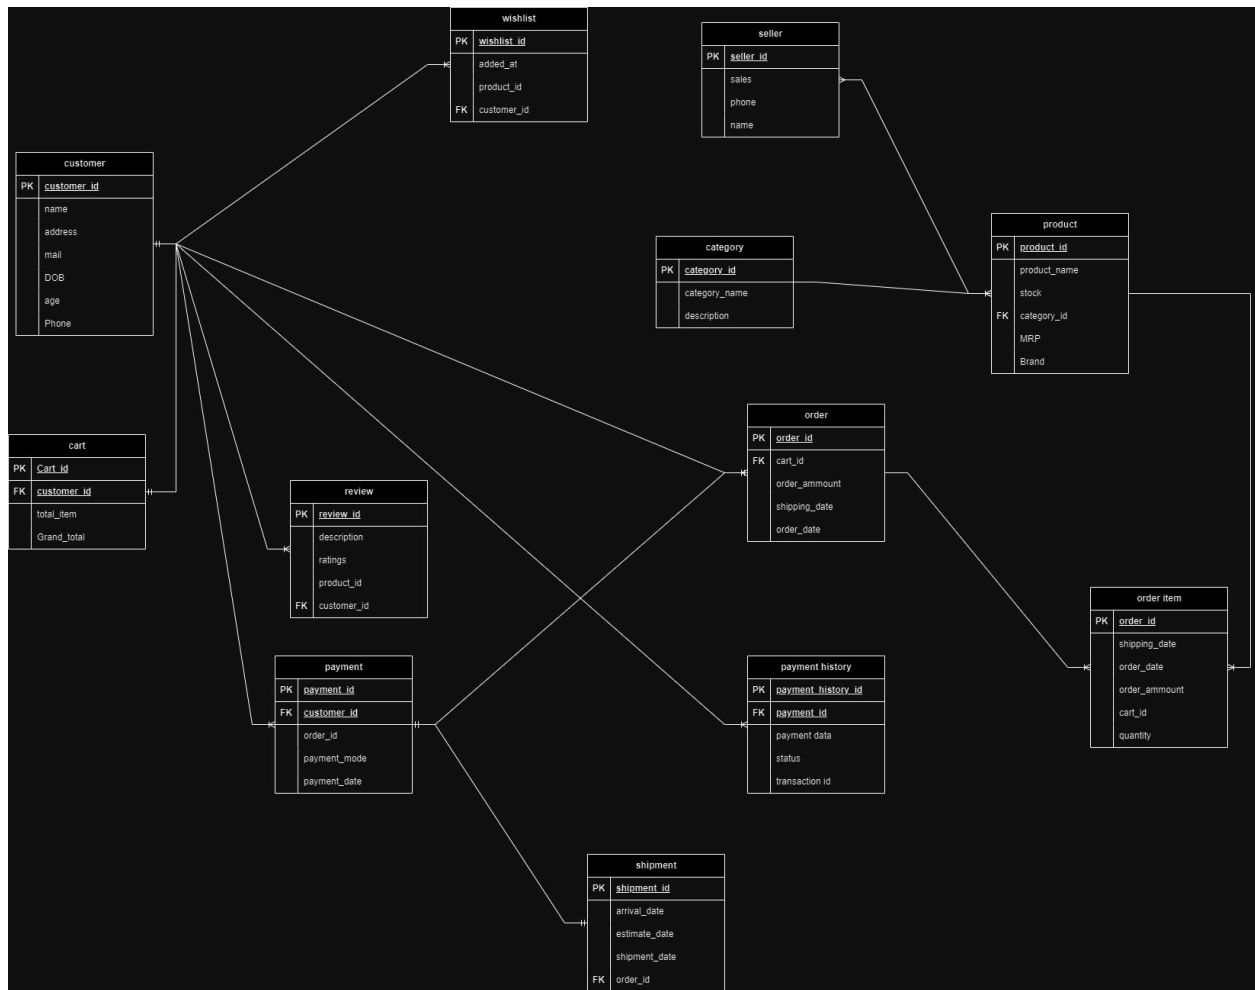 wishlist
PK wishlist_id
added_at
product_id
FK customer_id
seller
PK seller_id
sales
phone
name
customer
PK customer_id
name
address
mail
DOB
age
Phone
category
PK category_id
category_name
description
product
PK product_id
product_name
stock
FK category_id
MRP
Brand
cart
PK Cart_id
FK customer_id
total_item
Grand_total
review
PK review_id
description
ratings
product_id
FK customer_id
order
PK order_id
FK cart_id
order_ammount
shipping_date
order_date
order item
PK order_id
shipping_date
order_date
order_ammount
cart_id
quantity
payment
PK payment_id
FK customer_id
order_id
payment_mode
payment_date
payment history
PK payment_history_id
FK payment_id
payment data
status
transaction id
shipment
PK shipment_id
arrival_date
estimate_date
shipment_date
FK order_id